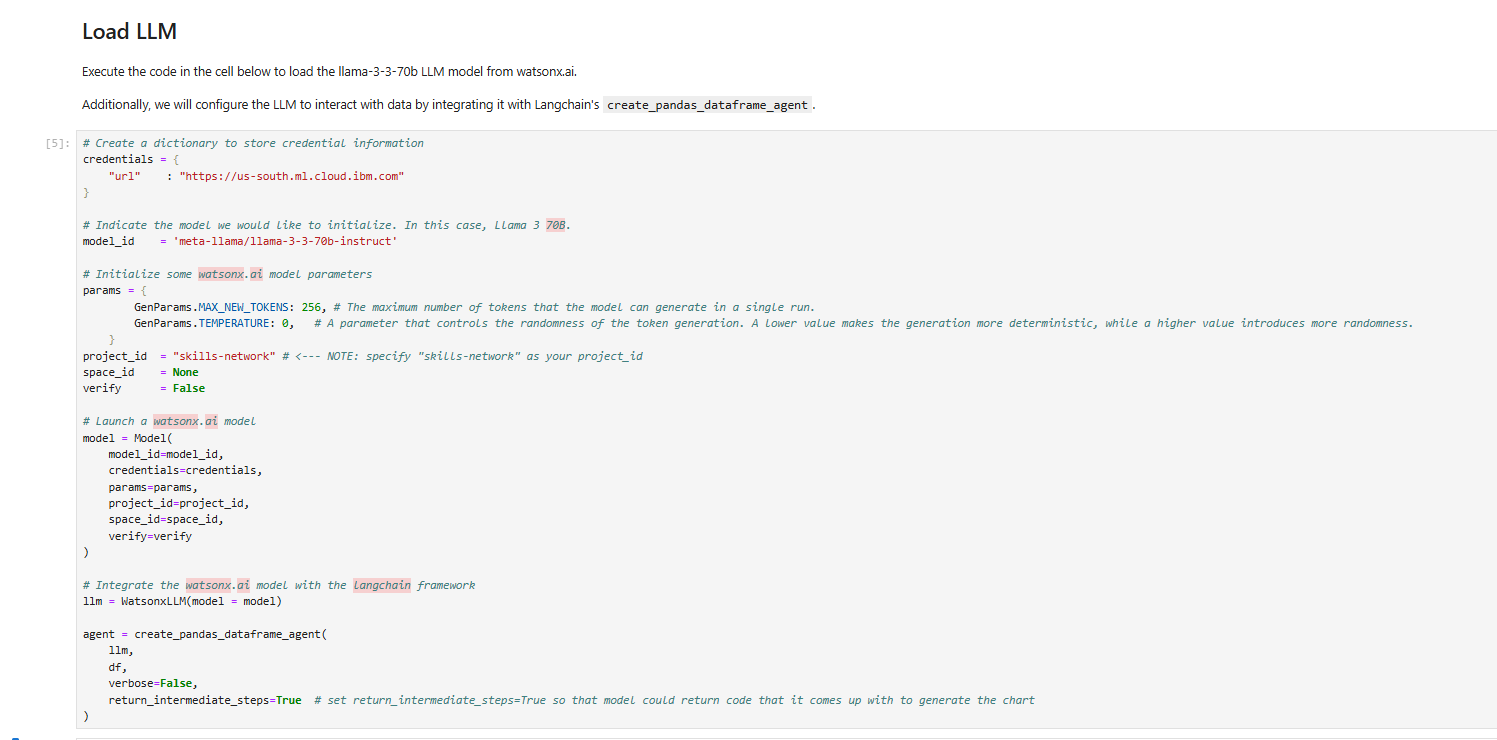 Load LLM
Execute the code in the cell below to load the llama-3-3-70b LLM model from watsonx.ai.
Additionally, we will configure the LLM to interact with data by integrating it with Langchain's create_pandas_dataframe_agent .
[5]:
# Create a dictionary to store credential information
credentials = {
    "url"    : "https://us-south.ml.cloud.ibm.com"
}
# Indicate the model we would like to initialize. In this case, Llama 3 70B.
model_id    = 'meta-llama/llama-3-3-70b-instruct'
# Initialize some watsonx.ai model parameters
params = {
        GenParams.MAX_NEW_TOKENS: 256, # The maximum number of tokens that the model can generate in a single run.
        GenParams.TEMPERATURE: 0,   # A parameter that controls the randomness of the token generation. A lower value makes the generation more deterministic, while a higher value introduces more randomness.
    }
project_id  = "skills-network" # <--- NOTE: specify "skills-network" as your project_id
space_id    = None
verify      = False
# Launch a watsonx.ai model
model = Model(
    model_id=model_id,
    credentials=credentials,
    params=params,
    project_id=project_id,
    space_id=space_id,
    verify=verify
)
# Integrate the watsonx.ai model with the langchain framework
llm = WatsonxLLM(model = model)
agent = create_pandas_dataframe_agent(
    llm,
    df,
    verbose=False,
    return_intermediate_steps=True  # set return_intermediate_steps=True so that model could return code that it comes up with to generate the chart
)